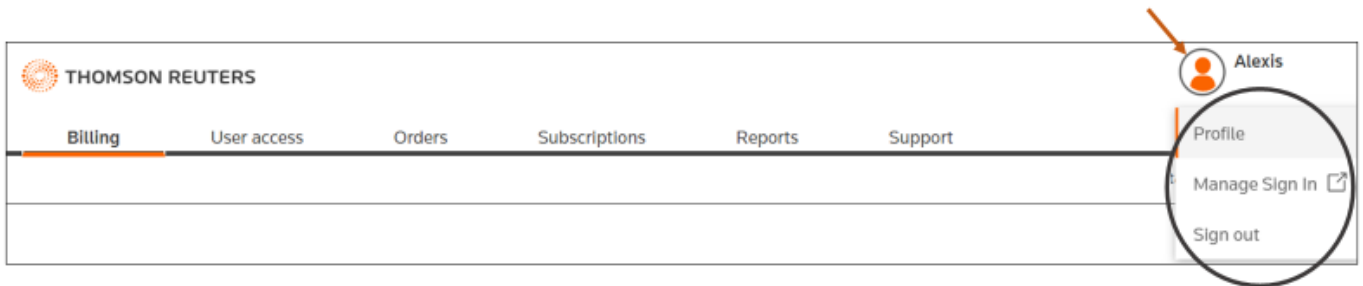 THOMSON REUTERS
Alexis
Billing User access Orders Subscriptions Reports Support
Profile
Manage Sign In
Sign out